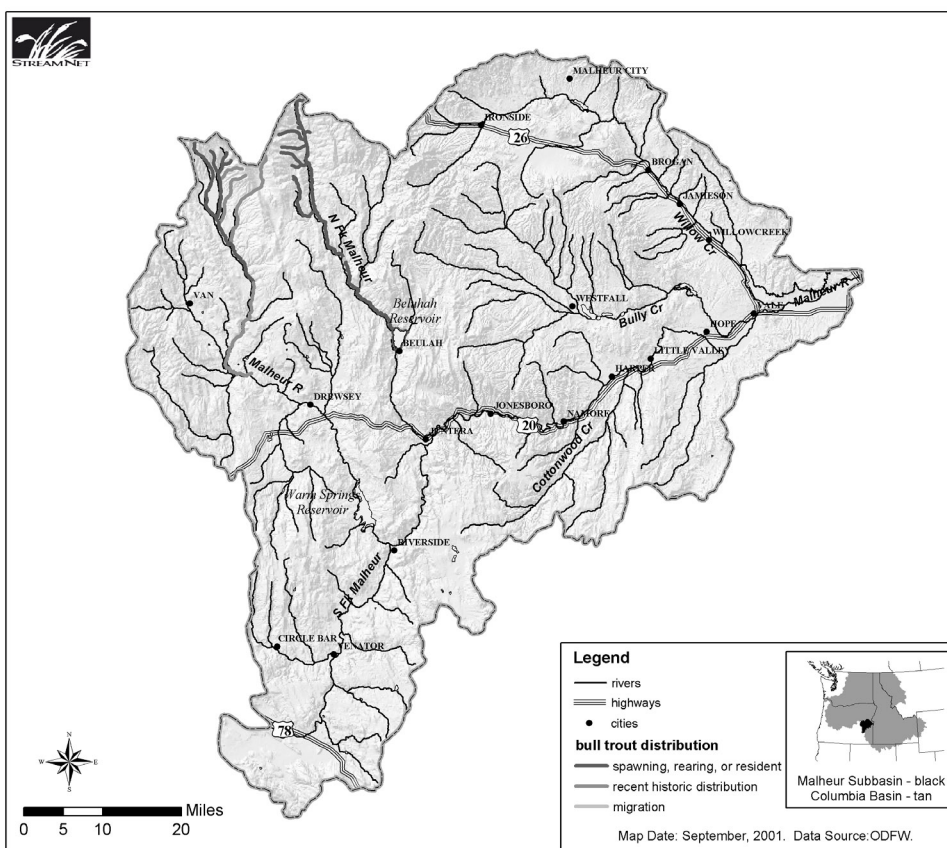 STREAMNET
MALHEUR CITY
IRONSIDE
26
BROGAN
JAMIESON
Willow Cr
WILLOWCREEK
N Fk Malheur
VAN
Beluhah
Reservoir
WESTFALL
Bully Cr
Malheur R
VALE
HOPE
BEULAH
LITTLE VALLEY
Malheur R
HARPER
DREWSEY
JONESBORO
NAMORF
20
JUNTURA
Cottonwood Cr
Warm Springs
Reservoir
RIVERSIDE
S Fk Malheur
CIRCLE BAR
VENATOR
78
N
W
E
S
Miles
0 5 10 20
Legend
rivers
highways
cities
bull trout distribution
spawning, rearing, or resident
recent historic distribution
migration
Malheur Subbasin - black
Columbia Basin - tan
Map Date: September, 2001. Data Source:ODFW.